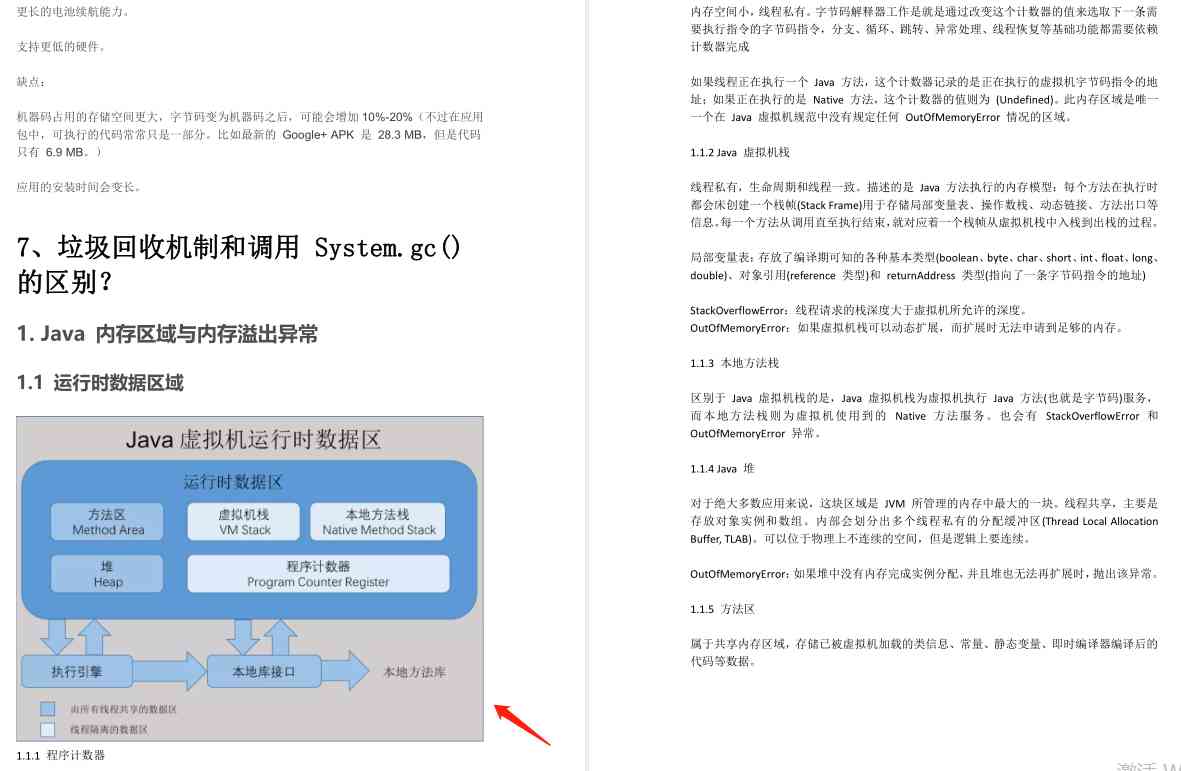 更长的电池续航能力。
支持更低的硬件。
缺点：
机器码占用的存储空间更大，字节码变为机器码之后，可能会增加 10%-20%（不过在应用
包中，可执行的代码常常只是一部分。比如最新的 Google+ APK 是 28.3 MB，但是代码
只有 6.9 MB。）
应用的安装时间会变长。
7、垃圾回收机制和调用 System.gc()
的区别？
1. Java 内存区域与内存溢出异常
1.1 运行时数据区域
Java 虚拟机运行时数据区
运行时数据区
方法区
Method Area
虚拟机栈
VM Stack
本地方法栈
Native Method Stack
堆
Heap
程序计数器
Program Counter Register
执行引擎
本地库接口
本地方法库
由所有线程共享的数据区
线程隔离的数据区
1.1.1 程序计数器
内存空间小，线程私有。字节码解释器工作是就是通过改变这个计数器的值来选取下一条需
要执行指令的字节码指令，分支、循环、跳转、异常处理、线程恢复等基础功能都需要依赖
计数器完成
如果线程正在执行一个 Java 方法，这个计数器记录的是正在执行的虚拟机字节码指令的地
址；如果正在执行的是 Native 方法，这个计数器的值则为 (Undefined)。此内存区域是唯一
一个在 Java 虚拟机规范中没有规定任何 OutOfMemoryError 情况的区域。
1.1.2 Java 虚拟机栈
线程私有，生命周期和线程一致。描述的是 Java 方法执行的内存模型：每个方法在执行时
都会床创建一个栈帧(Stack Frame)用于存储局部变量表、操作数栈、动态链接、方法出口等
信息。每一个方法从调用直至执行结束，就对应着一个栈帧从虚拟机栈中入栈到出栈的过程。
局部变量表：存放了编译期可知的各种基本类型(boolean、byte、char、short、int、float、long、
double)、对象引用(reference 类型)和 returnAddress 类型(指向了一条字节码指令的地址)
StackOverflowError：线程请求的栈深度大于虚拟机所允许的深度。
OutOfMemoryError：如果虚拟机栈可以动态扩展，而扩展时无法申请到足够的内存。
1.1.3 本地方法栈
区别于 Java 虚拟机栈的是，Java 虚拟机栈为虚拟机执行 Java 方法(也就是字节码)服务，
而本地方法栈则为虚拟机使用到的 Native 方法服务。也会有 StackOverflowError 和
OutOfMemoryError 异常。
1.1.4 Java 堆
对于绝大多数应用来说，这块区域是 JVM 所管理的内存中最大的一块。线程共享，主要是
存放对象实例和数组。内部会划分出多个线程私有的分配缓冲区(Thread Local Allocation
Buffer, TLAB)。可以位于物理上不连续的空间，但是逻辑上要连续。
OutOfMemoryError：如果堆中没有内存完成实例分配，并且堆也无法再扩展时，抛出该异常。
1.1.5 方法区
属于共享内存区域，存储已被虚拟机加载的类信息、常量、静态变量、即时编译器编译后的
代码等数据。